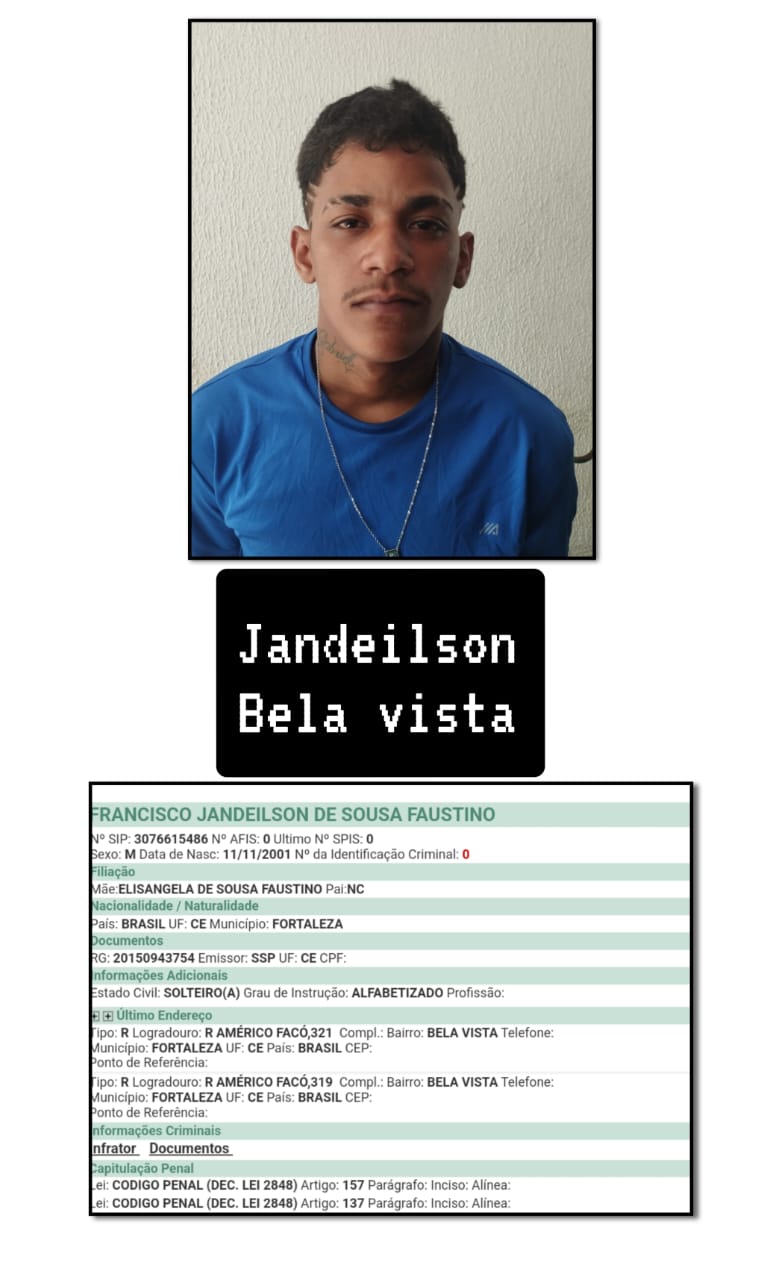 Gabriel
Jandeilson
Bela vista
FRANCISCO JANDEILSON DE SOUSA FAUSTINO
Nº SIP: 3076615486 Nº AFIS: 0 Ultimo Nº SPIS: 0
Sexo: M Data de Nasc: 11/11/2001 Nº da Identificação Criminal: 0
Filiação
Mãe:ELISANGELA DE SOUSA FAUSTINO Pai:NC
Nacionalidade / Naturalidade
País: BRASIL UF: CE Município: FORTALEZA
Documentos
RG: 20150943754 Emissor: SSP UF: CE CPF:
Informações Adicionais
Estado Civil: SOLTEIRO(A) Grau de Instrução: ALFABETIZADO Profissão:
Último Endereço
Tipo: R Logradouro: R AMÉRICO FACÓ,321 Compl.: Bairro: BELA VISTA Telefone:
Município: FORTALEZA UF: CE País: BRASIL CEP:
Ponto de Referência:
Tipo: R Logradouro: R AMÉRICO FACÓ,319 Compl.: Bairro: BELA VISTA Telefone:
Município: FORTALEZA UF: CE País: BRASIL CEP:
Ponto de Referência:
Informações Criminais
Infrator Documentos
Capitulação Penal
Lei: CODIGO PENAL (DEC. LEI 2848) Artigo: 157 Parágrafo: Inciso: Alínea:
Lei: CODIGO PENAL (DEC. LEI 2848) Artigo: 137 Parágrafo: Inciso: Alínea: